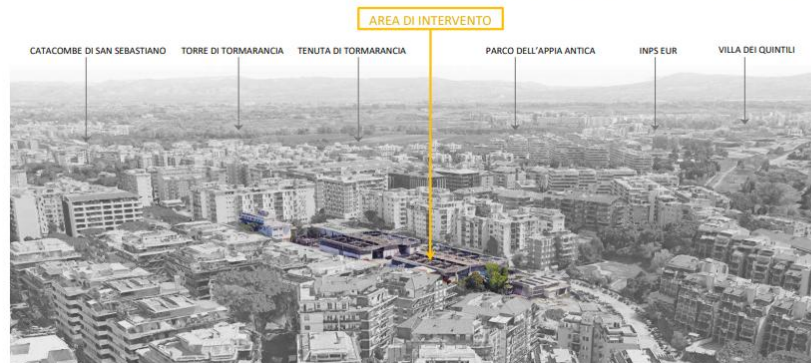 AREA DI INTERVENTO
CATACOMBE DI SAN SEBASTIANO
TORRE DI TORMARANCIA
TENUTA DI TORMARANCIA
PARCO DELL'APPIA ANTICA
INPS EUR
VILLA DEI QUINTILI